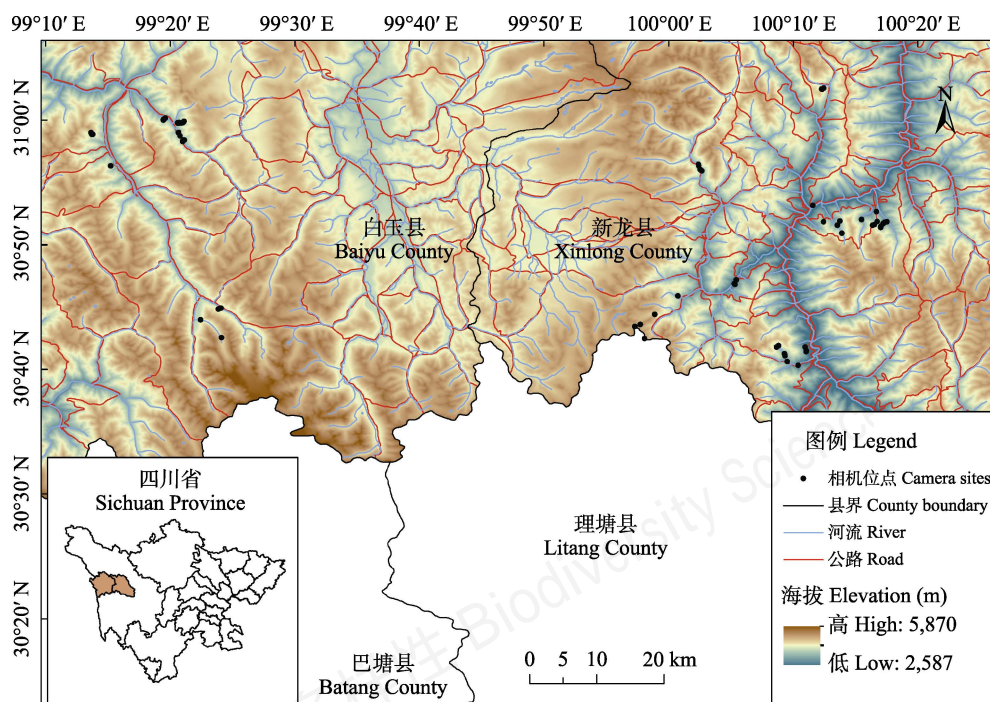 99°10′ E 99°20′ E 99°30′ E 99°40′ E 99°50′ E 100°00′ E 100°10′ E 100°20′ E
31°00′ N
30°50′ N
30°40′ N
30°30′ N
30°20′ N
N
白玉县
Baiyu County
新龙县
Xinlong County
理塘县
Litang County
巴塘县
Batang County
四川省
Sichuan Province
0 5 10 20 km
图例 Legend
相机位点 Camera sites
县界 County boundary
河流 River
公路 Road
海拔 Elevation (m)
高 High: 5,870
低 Low: 2,587
性 Biodiversity Science